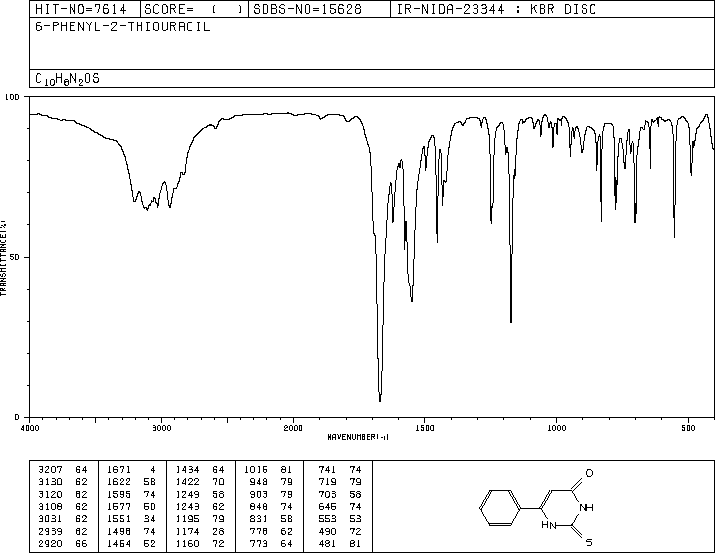 HIT-NO=7614 SCORE= ( ) SDBS-NO=15628 IR-NIDA-23344 : KBR DISC
6-PHENYL-2-THIOURACIL
C10H8N2OS
100
50
0
TRANSMITTANCE(%)
4000 3000 2000 1500 1000 500
WAVENUMBER(-1)
3207 64 1671 4 1434 64 1016 81 741 74
3130 62 1622 58 1422 70 948 79 719 79
3120 62 1595 74 1249 58 903 79 703 58
3108 62 1577 50 1243 62 848 74 645 74
3031 62 1551 34 1195 79 831 58 553 53
2939 62 1498 74 1174 28 778 62 490 72
2920 66 1454 52 1160 72 773 64 481 81
O
NH
HN
S